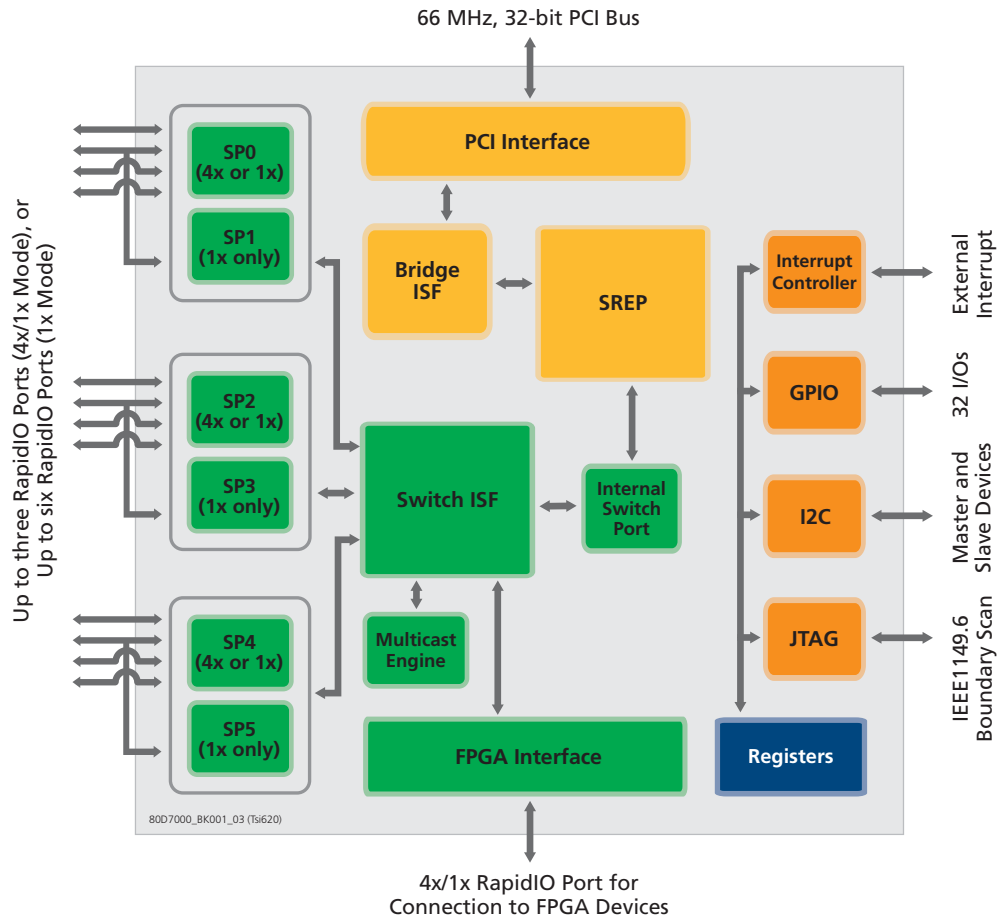 66 MHz, 32-bit PCI Bus
PCI Interface
SP0
(4x or 1x)
SP1
(1x only)
Bridge
ISF
SREP
Interrupt
Controller
External
Interrupt
GPIO
32 I/Os
Up to three RapidIO Ports (4x/1x Mode), or
Up to six RapidIO Ports (1x Mode)
SP2
(4x or 1x)
SP3
(1x only)
Switch ISF
Internal
Switch
Port
I2C
Master and
Slave Devices
SP4
(4x or 1x)
SP5
(1x only)
Multicast
Engine
JTAG
IEEE1149.6
Boundary Scan
FPGA Interface
Registers
80D7000_BK001_03 (Tsi620)
4x/1x RapidIO Port for
Connection to FPGA Devices